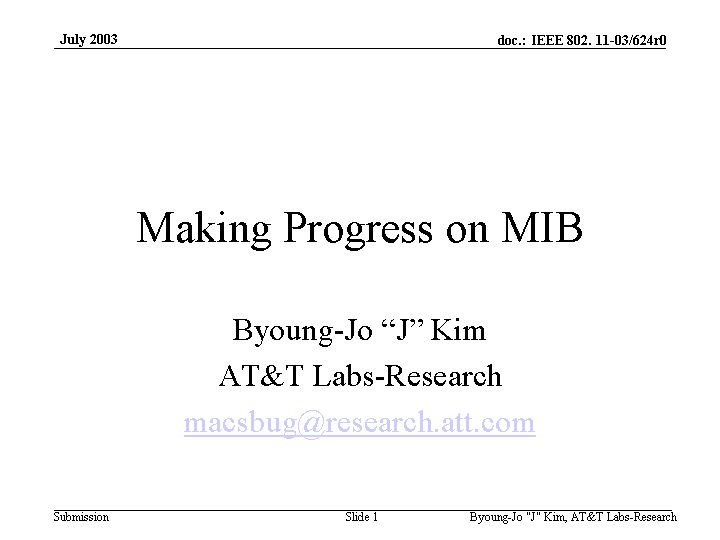 July 2003
doc.: IEEE 802. 11-03/624r0
Making Progress on MIB
Byoung-Jo “J” Kim
AT&T Labs-Research
macsbug@research.att.com
Submission
Slide 1
Byoung-Jo "J" Kim, AT&T Labs-Research